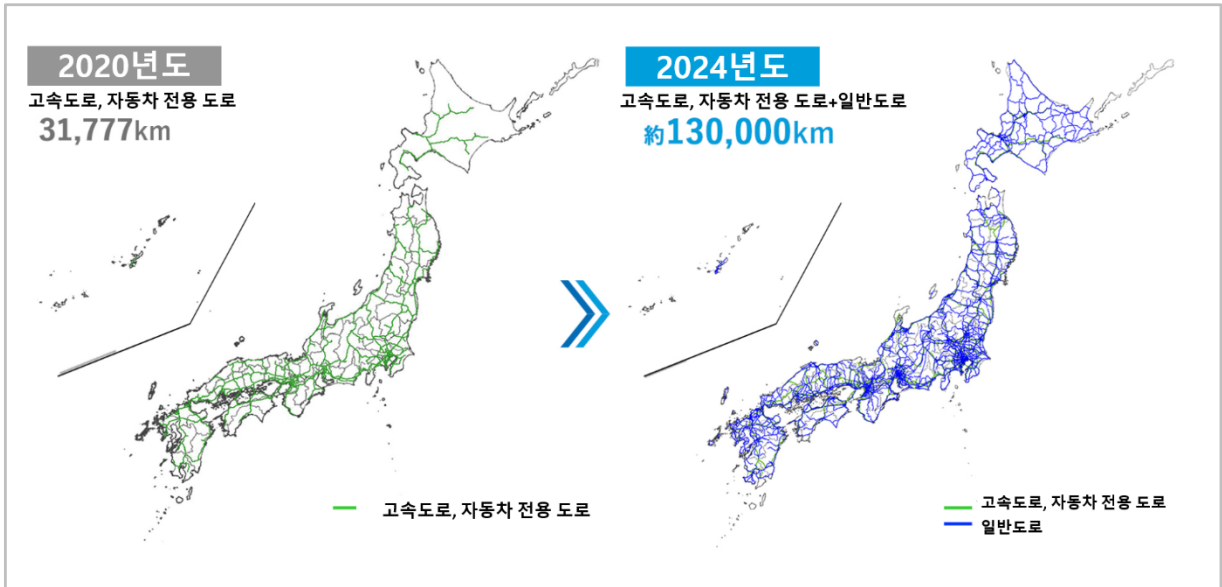 2020년도
고속도로, 자동차 전용 도로
31,777km
고속도로, 자동차 전용 도로
2024년도
고속도로, 자동차 전용 도로+일반도로
約130,000km
고속도로, 자동차 전용 도로
일반도로